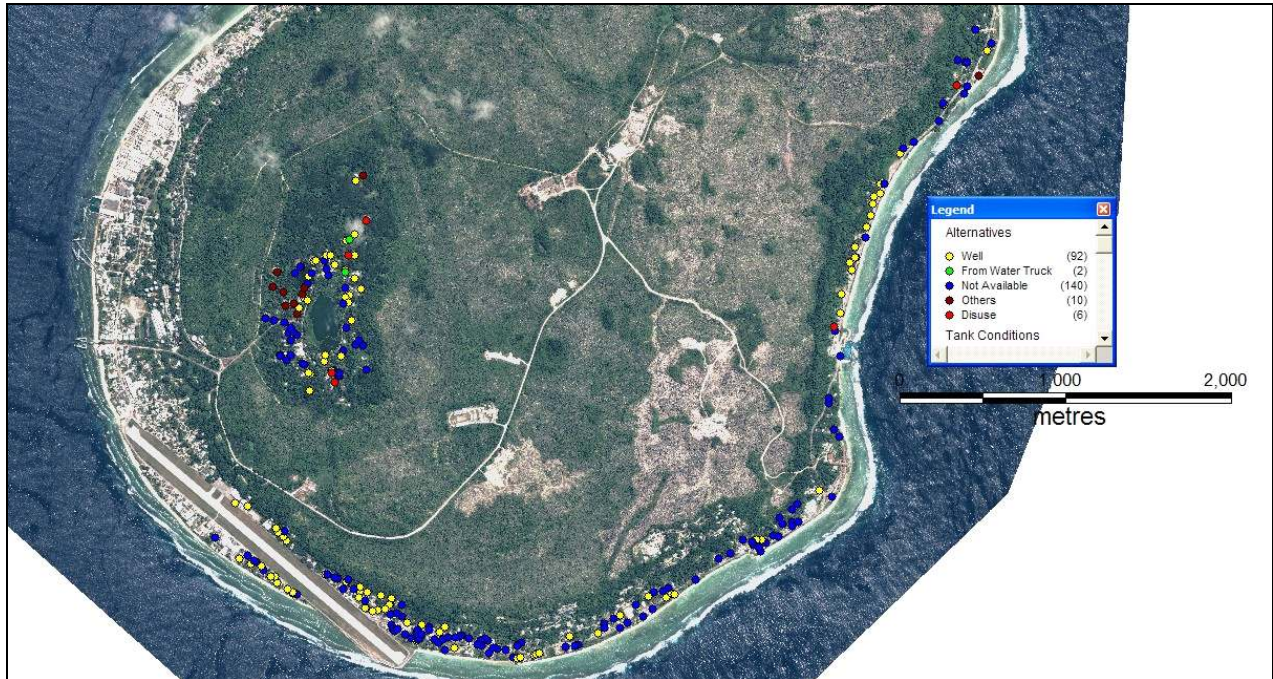 Legend
Alternatives
Well (92)
From Water Truck (2)
Not Available (140)
Others (10)
Disuse (6)
Tank Conditions
0 1,000 2,000
metres